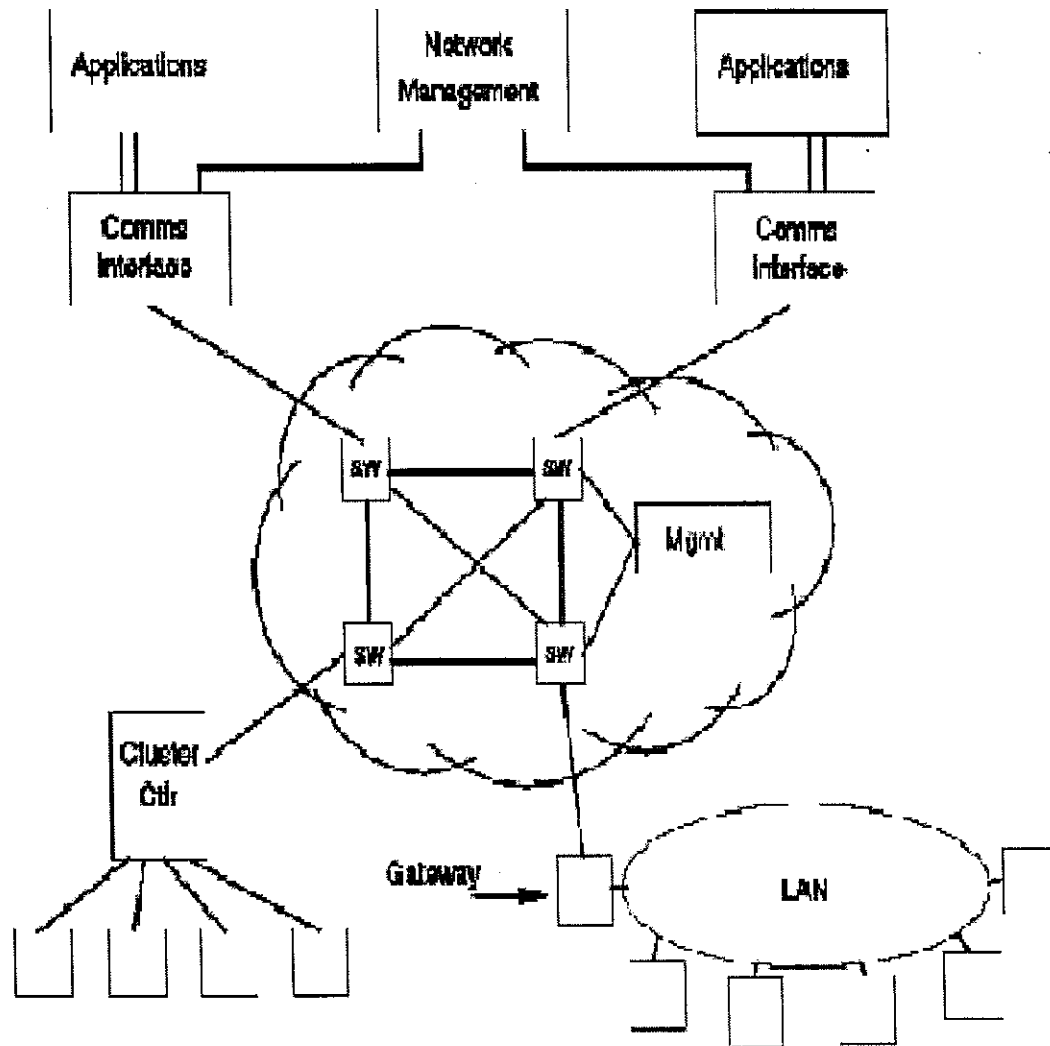 Applications
Network
Management
Applications
Comms
Interface
Comms
Interface
SW
SW
Mgmt
SW
SW
Cluster
Ctlr
Gateway
LAN